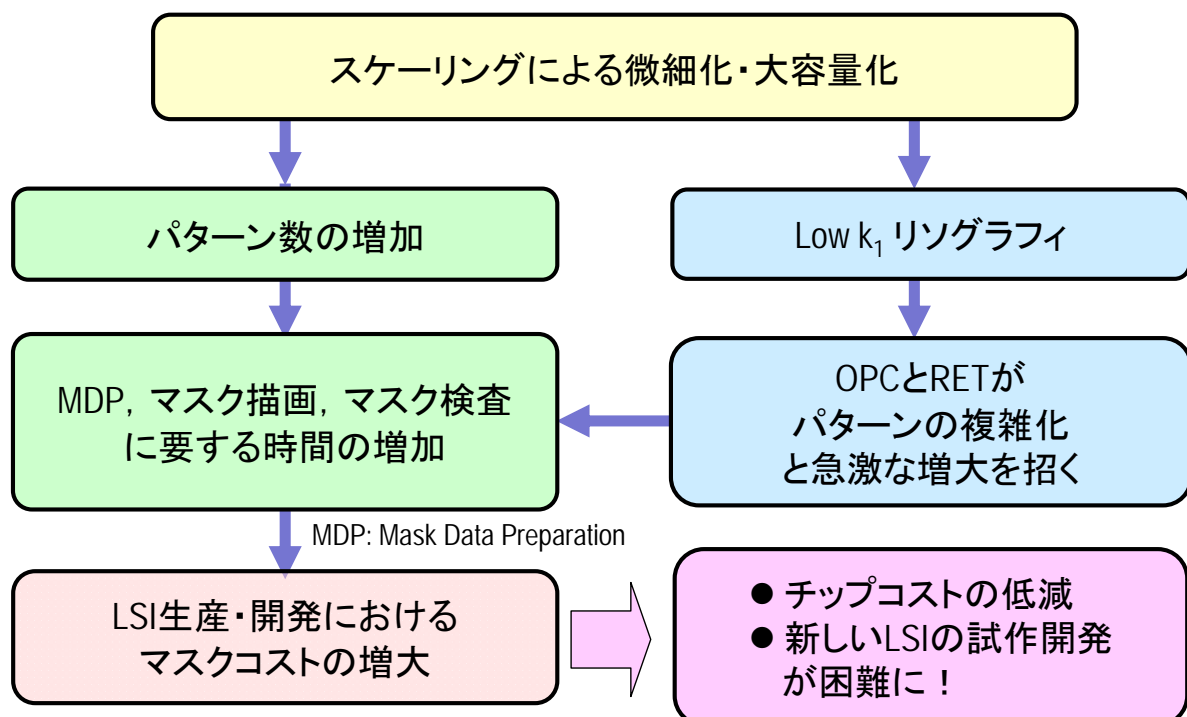 スケーリングによる微細化・大容量化
パターン数の増加
Low k₁ リソグラフィ
MDP, マスク描画, マスク検査
に要する時間の増加
OPCとRETが
パターンの複雑化
と急激な増大を招く
MDP: Mask Data Preparation
LSI生産・開発における
マスクコストの増大
● チップコストの低減
● 新しいLSIの試作開発
が困難に！